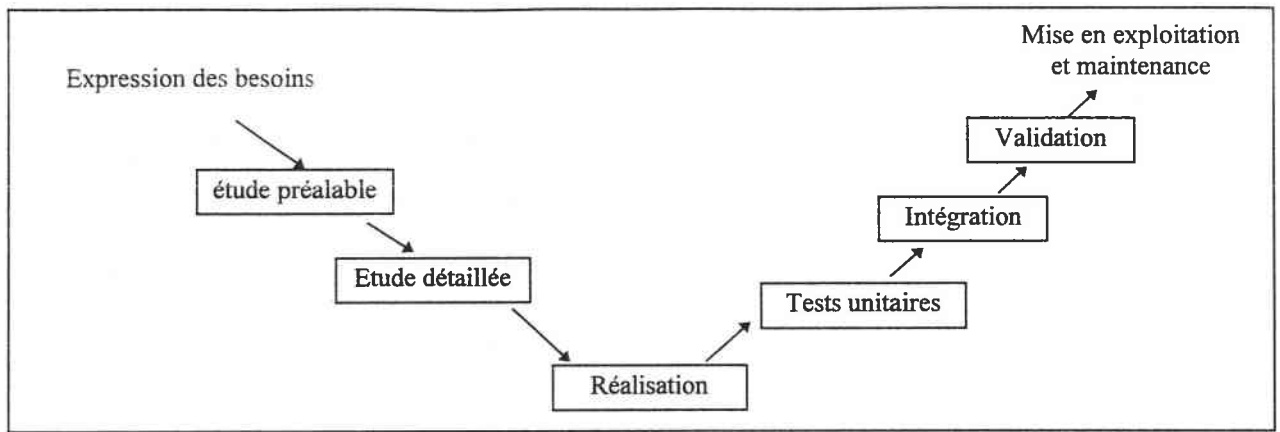 Mise en exploitation
et maintenance
Expression des besoins
Validation
étude préalable
Intégration
Etude détaillée
Tests unitaires
Réalisation